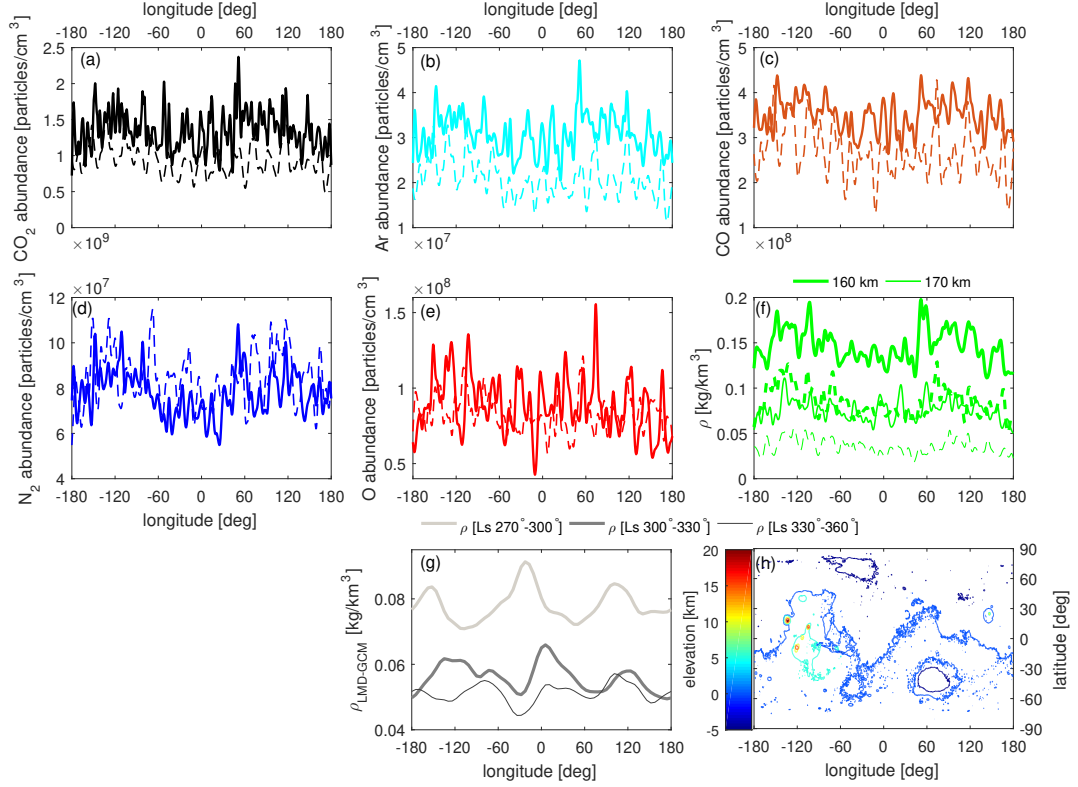 longitude [deg]
longitude [deg]
longitude [deg]
-180 -120 -60 0 60 120 180
-180 -120 -60 0 60 120 180
-180 -120 -60 0 60 120 180
(a)
CO2 abundance [particles/cm3]
2.5
2
1.5
1
0.5
0
×10^9
(b)
Ar abundance [particles/cm3]
5
4
3
2
1
×10^7
(c)
CO abundance [particles/cm3]
5
4
3
4
1
×10^8
(d)
N2 abundance [particles/cm3]
×10^7
12
10
8
6
4
-180 -120 -60 0 60 120 180
longitude [deg]
(e)
O abundance [particles/cm3]
×10^8
1.5
1
0.5
-180 -120 -60 0 60 120 180
160 km 170 km
(f)
ρ [kg/km3]
0.2
0.15
0.1
0.05
0
-180 -120 -60 0 60 120 180
ρ [Ls 270°-300°] ρ [Ls 300°-330°] ρ [Ls 330°-360°]
(g)
ρLMD-GCM [kg/km3]
0.08
0.06
0.04
-180 -120 -60 0 60 120 180
longitude [deg]
(h)
elevation [km]
20
15
10
5
0
-5
latitude [deg]
90
60
30
0
-30
-60
-90
-180 -120 -60 0 60 120 180
longitude [deg]